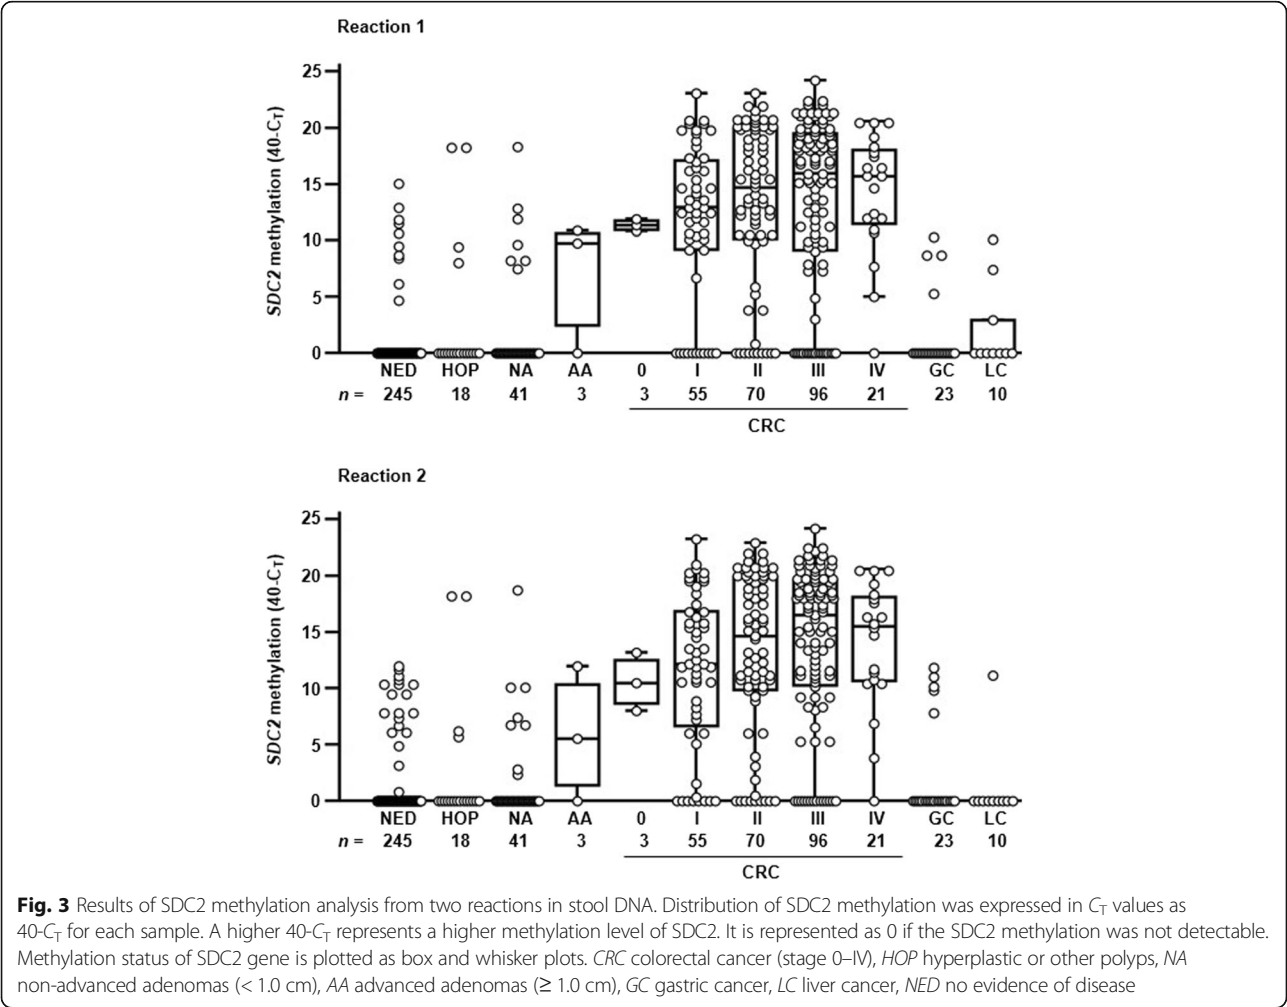 Reaction 1
SDC2 methylation (40-CT)
25
20
15
10
5
0
NED HOP NA AA 0 I II III IV GC LC
n = 245 18 41 3 3 55 70 96 21 23 10
CRC
Reaction 2
SDC2 methylation (40-CT)
25
20
15
10
5
0
NED HOP NA AA 0 I II III IV GC LC
n = 245 18 41 3 3 55 70 96 21 23 10
CRC
Fig. 3 Results of SDC2 methylation analysis from two reactions in stool DNA. Distribution of SDC2 methylation was expressed in CT values as
40-CT for each sample. A higher 40-CT represents a higher methylation level of SDC2. It is represented as 0 if the SDC2 methylation was not detectable.
Methylation status of SDC2 gene is plotted as box and whisker plots. CRC colorectal cancer (stage 0–IV), HOP hyperplastic or other polyps, NA
non-advanced adenomas (< 1.0 cm), AA advanced adenomas (≥ 1.0 cm), GC gastric cancer, LC liver cancer, NED no evidence of disease